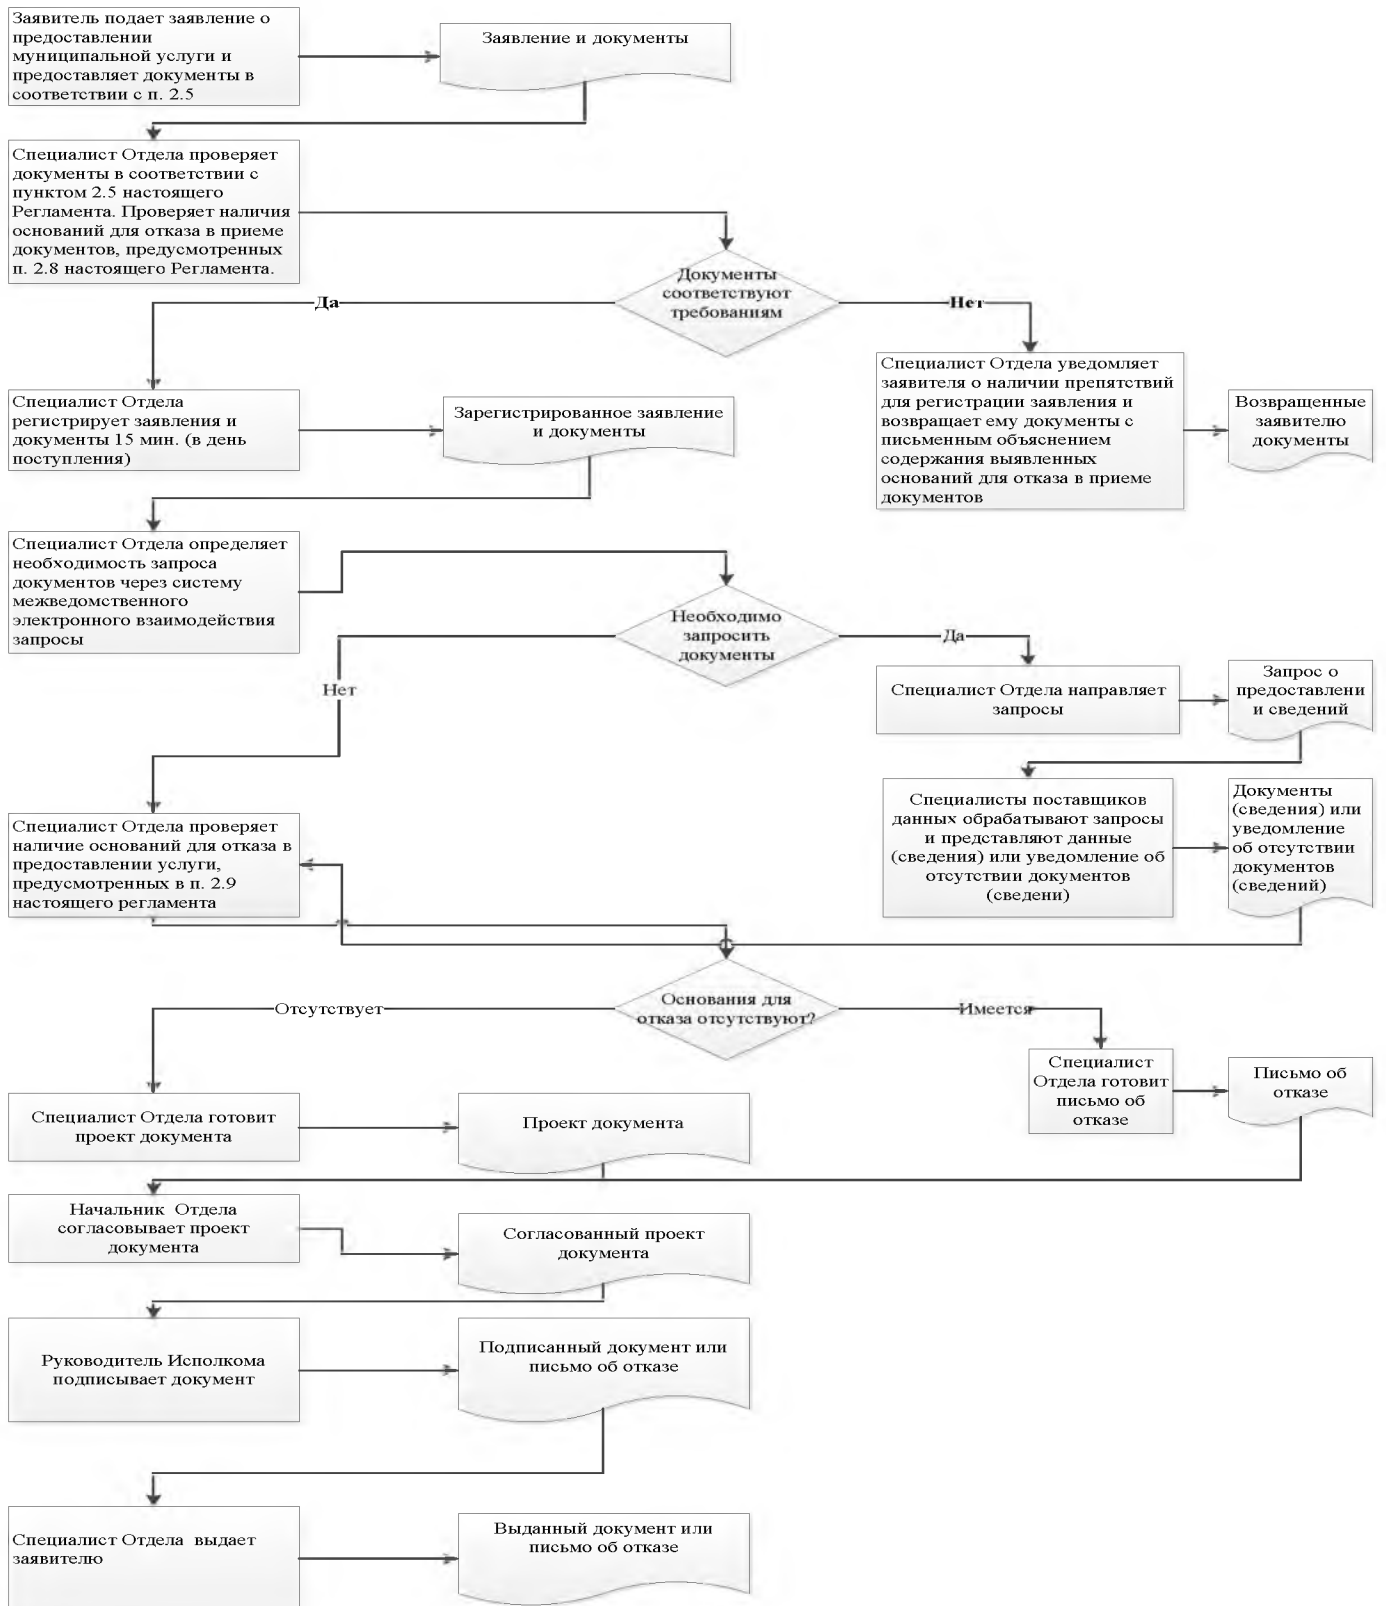 Заявитель подает заявление о
предоставлении
муниципальной услуги и
предоставляет документы в
соответствии с п. 2.5
Заявление и документы
Специалист Отдела проверяет
документы в соответствии с
пунктом 2.5 настоящего
Регламента. Проверяет наличия
оснований для отказа в приеме
документов, предусмотренных
п. 2.8 настоящего Регламента.
Документы
соответствуют
требованиям
Да
Нет
Специалист Отдела
регистрирует заявления и
документы 15 мин. (в день
поступления)
Зарегистрированное заявление
и документы
Специалист Отдела уведомляет
заявителя о наличии препятствий
для регистрации заявления и
возвращает ему документы с
письменным объяснением
содержания выявленных
оснований для отказа в приеме
документов
Возвращенные
заявителю
документы
Специалист Отдела определяет
необходимость запроса
документов через систему
межведомственного
электронного взаимодействия
запросы
Необходимо
запросить
документы
Да
Нет
Специалист Отдела направляет
запросы
Запрос о
предоставлени
и сведений
Специалисты поставщиков
данных обрабатывают запросы
и представляют данные
(сведения) или уведомление об
отсутствии документов
(сведени)
Документы
(сведения) или
уведомление
об отсутствии
документов
(сведений)
Специалист Отдела проверяет
наличие оснований для отказа в
предоставлении услуги,
предусмотренных в п. 2.9
настоящего регламента
Основания для
отказа отсутствуют?
Отсутствует
Имеется
Специалист
Отдела готовит
письмо об
отказе
Письмо об
отказе
Специалист Отдела готовит
проект документа
Проект документа
Начальник Отдела
согласовывает проект
документа
Согласованный проект
документа
Руководитель Исполкома
подписывает документ
Подписанный документ или
письмо об отказе
Специалист Отдела выдает
заявителю
Выданный документ или
письмо об отказе